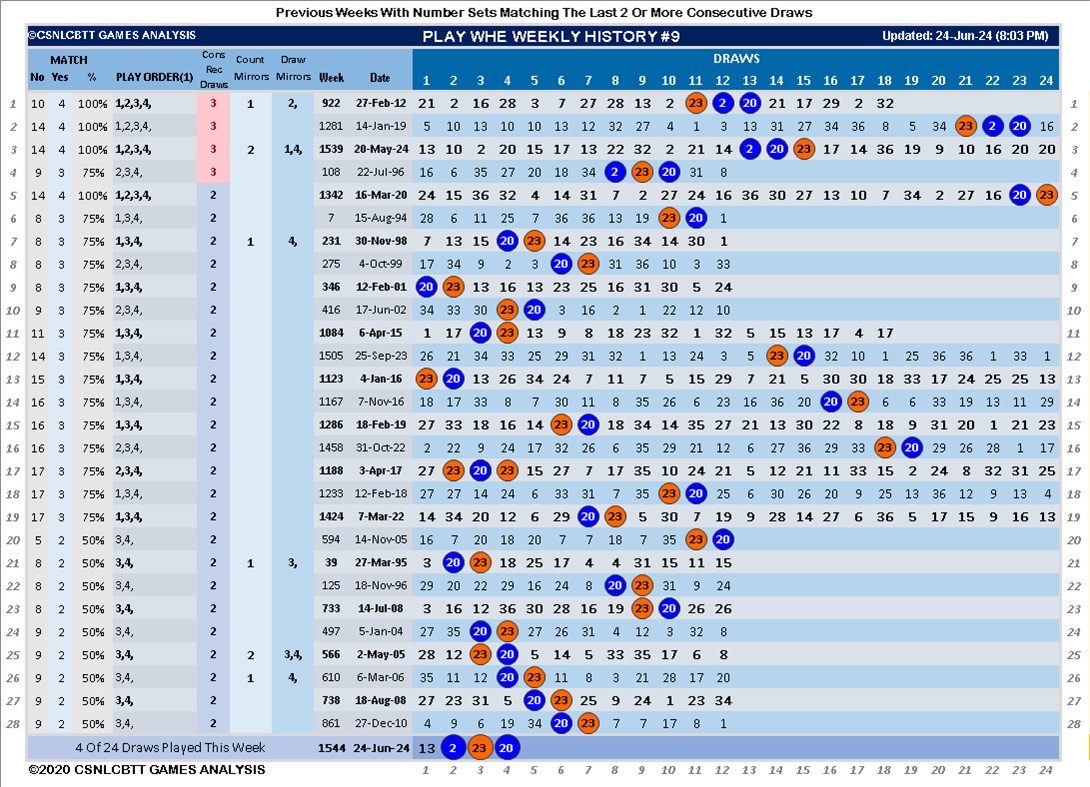 Previous Weeks With Number Sets Matching The Last 2 Or More Consecutive Draws
©CSNLCBTT GAMES ANALYSIS PLAY WHE WEEKLY HISTORY #9 Updated: 24-Jun-24 (8:03 PM)
MATCH Cons Count Draw DRAWS
No Yes % PLAY ORDER(1) Rec Draws Mirrors Mirrors Week Date 1 2 3 4 5 6 7 8 9 10 11 12 13 14 15 16 17 18 19 20 21 22 23 24
1 10 4 100% 1,2,3,4, 3 1 2, 922 27-Feb-12 21 2 16 28 3 7 27 28 13 2 23 2 20 21 17 29 2 32 1
2 14 4 100% 1,2,3,4, 3 1281 14-Jan-19 5 10 13 10 10 13 12 32 27 4 1 3 13 31 27 34 36 8 2 5 34 23 2 20 16 2
3 14 4 100% 1,2,3,4, 3 2 1,4, 1539 20-May-24 13 10 2 20 15 17 13 22 32 2 21 14 2 20 23 17 14 36 19 9 10 16 20 20 3
4 9 3 75% 2,3,4, 3 108 22-Jul-96 16 6 35 27 20 18 34 2 23 20 31 8 4
5 14 4 100% 1,2,3,4, 2 1342 16-Mar-20 24 15 16 36 32 4 14 31 7 2 27 24 16 36 30 27 13 10 7 34 2 27 16 20 23 5
6 8 3 75% 1,3,4, 2 7 15-Aug-94 28 6 11 25 7 36 36 13 19 23 20 1 6
7 8 3 75% 1,3,4, 2 1 4, 231 30-Nov-98 7 13 15 20 23 14 23 16 34 14 30 1 7
8 8 3 75% 2,3,4, 2 275 4-Oct-99 17 34 9 2 3 20 23 31 36 10 3 33 8
9 8 3 75% 1,3,4, 2 346 12-Feb-01 20 23 13 16 13 23 25 16 31 30 5 24 9
10 9 3 75% 2,3,4, 2 416 17-Jun-02 34 33 30 23 20 3 16 2 1 22 12 10 10
11 11 3 75% 1,3,4, 2 1084 6-Apr-15 1 17 20 23 13 9 8 18 23 32 1 32 5 15 13 17 4 17 11
12 14 3 75% 1,3,4, 2 1505 25-Sep-23 26 21 34 33 25 29 31 32 1 13 24 3 5 23 20 32 10 1 25 36 36 1 33 1 12
13 15 3 75% 1,3,4, 2 1123 4-Jan-16 23 20 13 26 34 24 7 11 7 5 15 29 7 21 5 30 30 18 33 17 24 25 25 13 13
14 16 3 75% 1,3,4, 2 1167 7-Nov-16 18 17 33 8 7 30 11 8 35 26 6 23 16 36 20 20 23 6 6 33 19 13 11 29 14
15 16 3 75% 1,3,4, 2 1286 18-Feb-19 27 33 18 16 14 23 20 18 34 14 35 27 21 13 30 22 8 18 9 31 20 1 21 23 15
16 16 3 75% 2,3,4, 2 1458 31-Oct-22 2 22 9 24 17 32 26 6 35 29 21 12 6 27 36 29 33 23 20 22 26 28 1 17 16
17 17 3 75% 2,3,4, 2 1188 3-Apr-17 27 23 20 23 15 27 7 17 35 10 24 21 5 12 21 11 33 15 2 24 8 32 31 25 17
18 17 3 75% 1,3,4, 2 1233 12-Feb-18 27 27 14 24 6 33 31 7 35 23 20 25 6 30 26 20 9 25 13 36 12 9 13 4 18
19 17 3 75% 1,3,4, 2 1424 7-Mar-22 14 34 20 12 6 29 20 23 5 30 7 19 9 28 14 27 6 36 5 17 15 9 16 13 19
20 5 2 50% 3,4, 2 594 14-Nov-05 16 7 20 18 20 7 7 18 7 35 23 20 20
21 8 2 50% 3,4, 2 1 3, 39 27-Mar-95 3 20 23 18 25 17 4 4 31 15 11 15 21
22 8 2 50% 3,4, 2 125 18-Nov-96 29 20 22 29 16 24 8 20 23 31 9 24 22
23 8 2 50% 3,4, 2 733 14-Jul-08 3 16 12 36 30 28 16 19 23 20 26 26 23
24 9 2 50% 3,4, 2 497 5-Jan-04 27 35 20 23 27 26 31 4 12 3 32 8 24
25 9 2 50% 3,4, 2 2 3,4, 566 2-May-05 28 12 23 20 5 14 5 33 35 17 6 8 25
26 9 2 50% 3,4, 2 1 4, 610 6-Mar-06 35 11 12 20 23 11 8 3 21 28 17 20 26
27 9 2 50% 3,4, 2 738 18-Aug-08 27 23 31 5 20 23 25 9 24 1 23 34 27
28 9 2 50% 3,4, 2 861 27-Dec-10 4 9 6 19 34 20 23 7 7 17 8 1 28
4 Of 24 Draws Played This Week 1544 24-Jun-24 13 2 23 20
©2020 CSNLCBTT GAMES ANALYSIS 1 2 3 4 5 6 7 8 9 10 11 12 13 14 15 16 17 18 19 20 21 22 23 24